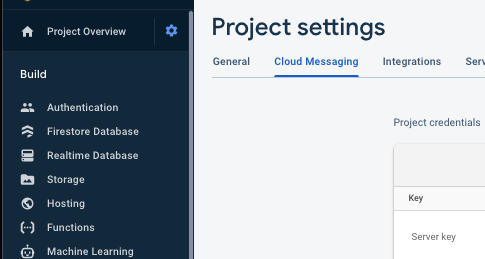 Project Overview
Build
Authentication
Firestore Database
Realtime Database
Storage
Hosting
Functions
Machine Learning
Project settings
General Cloud Messaging Integrations Serv
Project credentials
Key
Server key